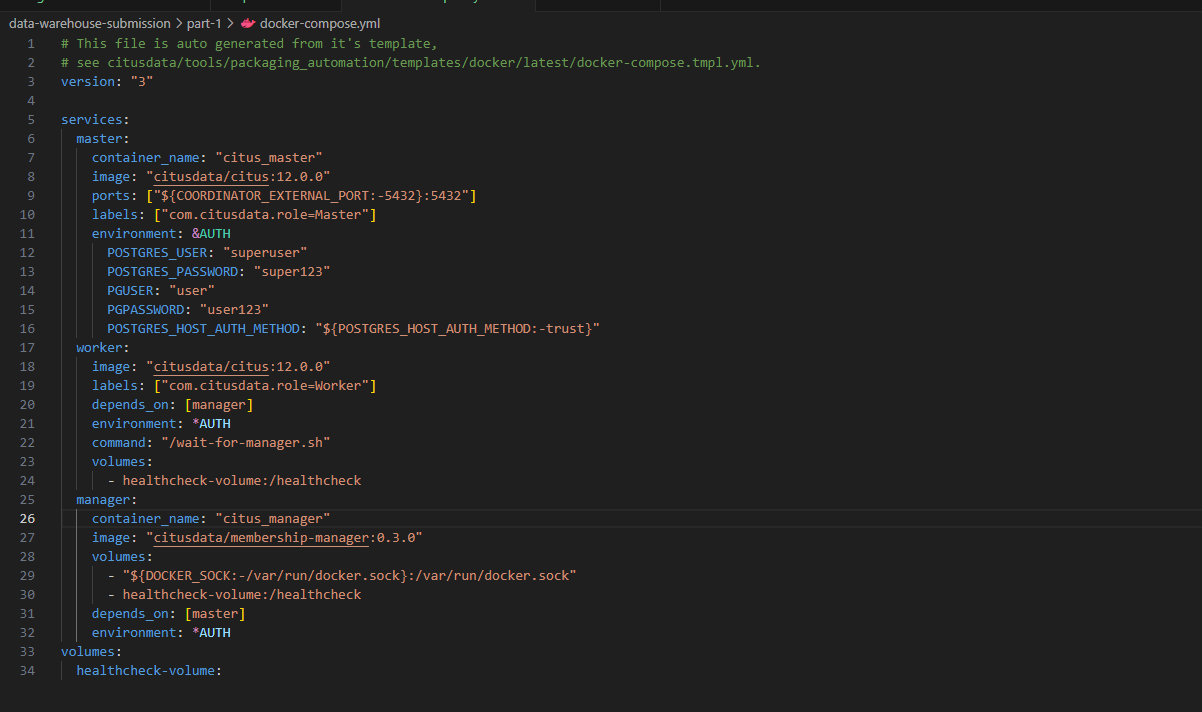 data-warehouse-submission > part-1 > docker-compose.yml
1 # This file is auto generated from it's template,
2 # see citusdata/tools/packaging_automation/templates/docker/latest/docker-compose.tmpl.yml.
3 version: "3"
4
5 services:
6   master:
7     container_name: "citus_master"
8     image: "citusdata/citus:12.0.0"
9     ports: ["${COORDINATOR_EXTERNAL_PORT:-5432}:5432"]
10     labels: ["com.citusdata.role=Master"]
11     environment: &AUTH
12       POSTGRES_USER: "superuser"
13       POSTGRES_PASSWORD: "super123"
14       PGUSER: "user"
15       PGPASSWORD: "user123"
16       POSTGRES_HOST_AUTH_METHOD: "${POSTGRES_HOST_AUTH_METHOD:-trust}"
17   worker:
18     image: "citusdata/citus:12.0.0"
19     labels: ["com.citusdata.role=Worker"]
20     depends_on: [manager]
21     environment: *AUTH
22     command: "/wait-for-manager.sh"
23     volumes:
24       - healthcheck-volume:/healthcheck
25   manager:
26     container_name: "citus_manager"
27     image: "citusdata/membership-manager:0.3.0"
28     volumes:
29       - "${DOCKER_SOCK:-/var/run/docker.sock}:/var/run/docker.sock"
30       - healthcheck-volume:/healthcheck
31     depends_on: [master]
32     environment: *AUTH
33 volumes:
34   healthcheck-volume: